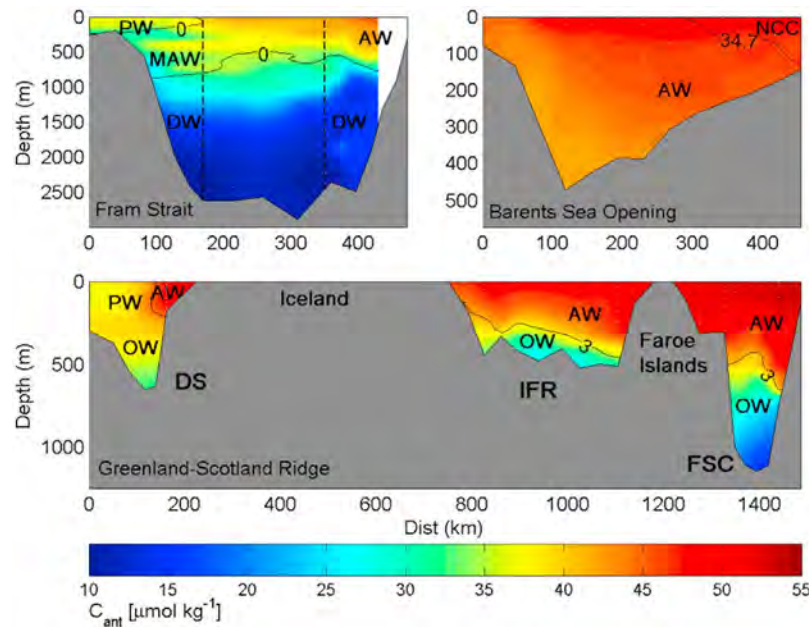 PW 0 0 AW
MAW
DW DW
Fram Strait
0
500
1000
1500
2000
2500
Depth (m)
0 100 200 300 400
NCC
34.7
AW
Barents Sea Opening
0
100
200
300
400
500
0 200 400
PW AW Iceland AW AW
OW OW 3 Faroe
Islands 3
DS IFR OW
FSC
Greenland-Scotland Ridge
0
500
1000
Depth (m)
0 200 400 600 800 1000 1200 1400
Dist (km)
10 15 20 25 30 35 40 45 50 55
C_ant [μmol kg⁻¹]